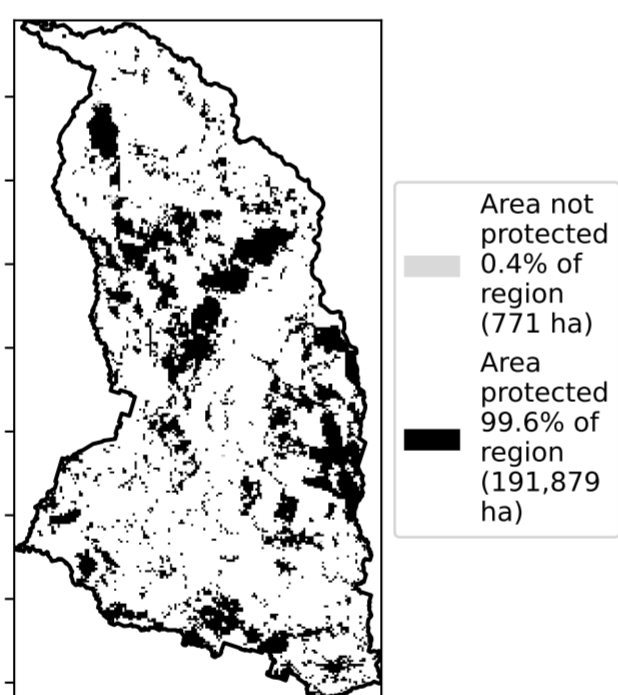 Area not
protected
0.4% of
region
(771 ha)
Area
protected
99.6% of
region
(191,879
ha)